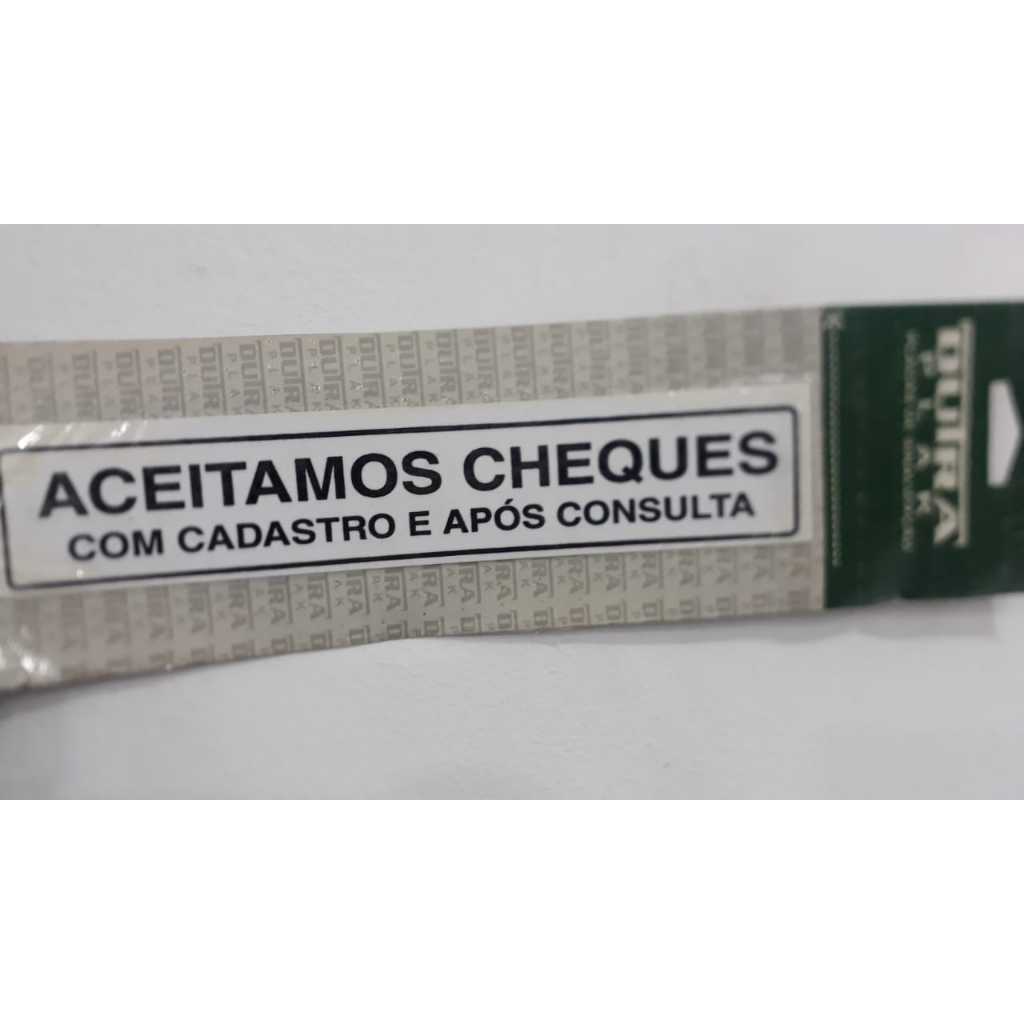 ACEITAMOS CHEQUES
COM CADASTRO E APÓS CONSULTA
DURA
PLAK